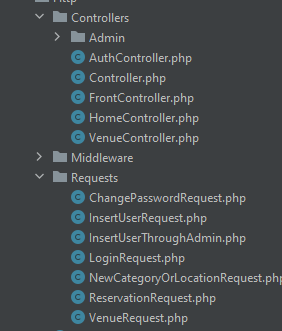 Http
Controllers
Admin
AuthController.php
Controller.php
FrontController.php
HomeController.php
VenueController.php
Middleware
Requests
ChangePasswordRequest.php
InsertUserRequest.php
InsertUserThroughAdmin.php
LoginRequest.php
NewCategoryOrLocationRequest.php
ReservationRequest.php
VenueRequest.php